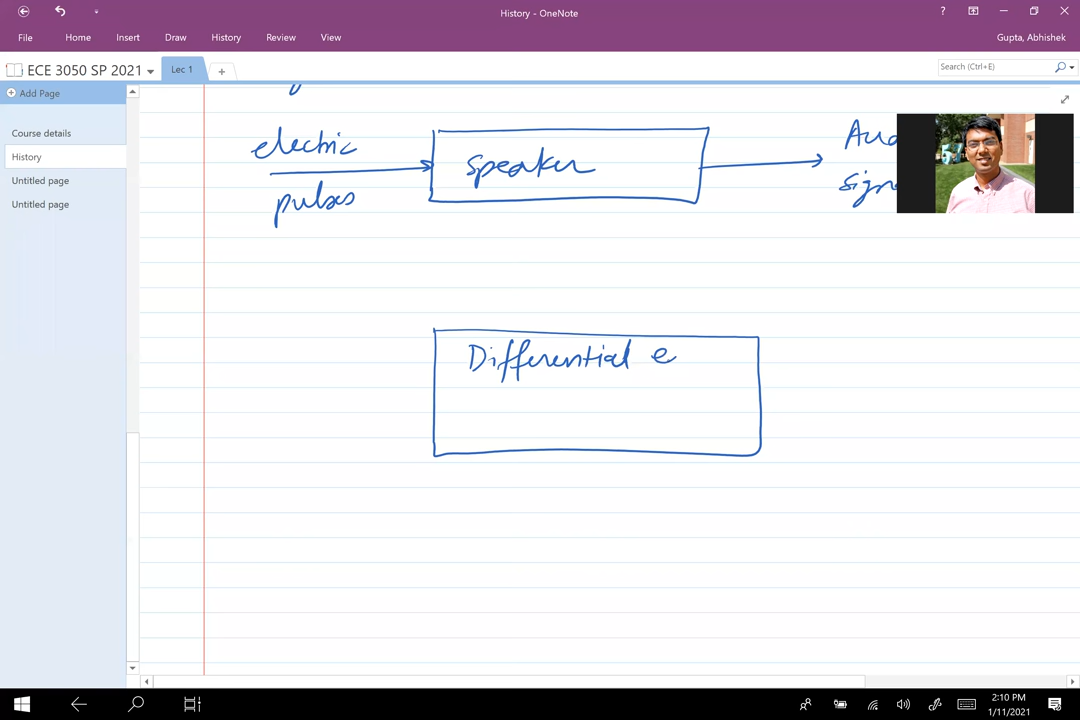 History - OneNote
?
File Home Insert Draw History Review View
Gupta, Abhishek
ECE 3050 SP 2021
Lec 1
Search (Ctrl+E)
Add Page
Course details
History
Untitled page
Untitled page
electric
pulses
speaker
Aud
sign
Differential e
2:10 PM
1/11/2021